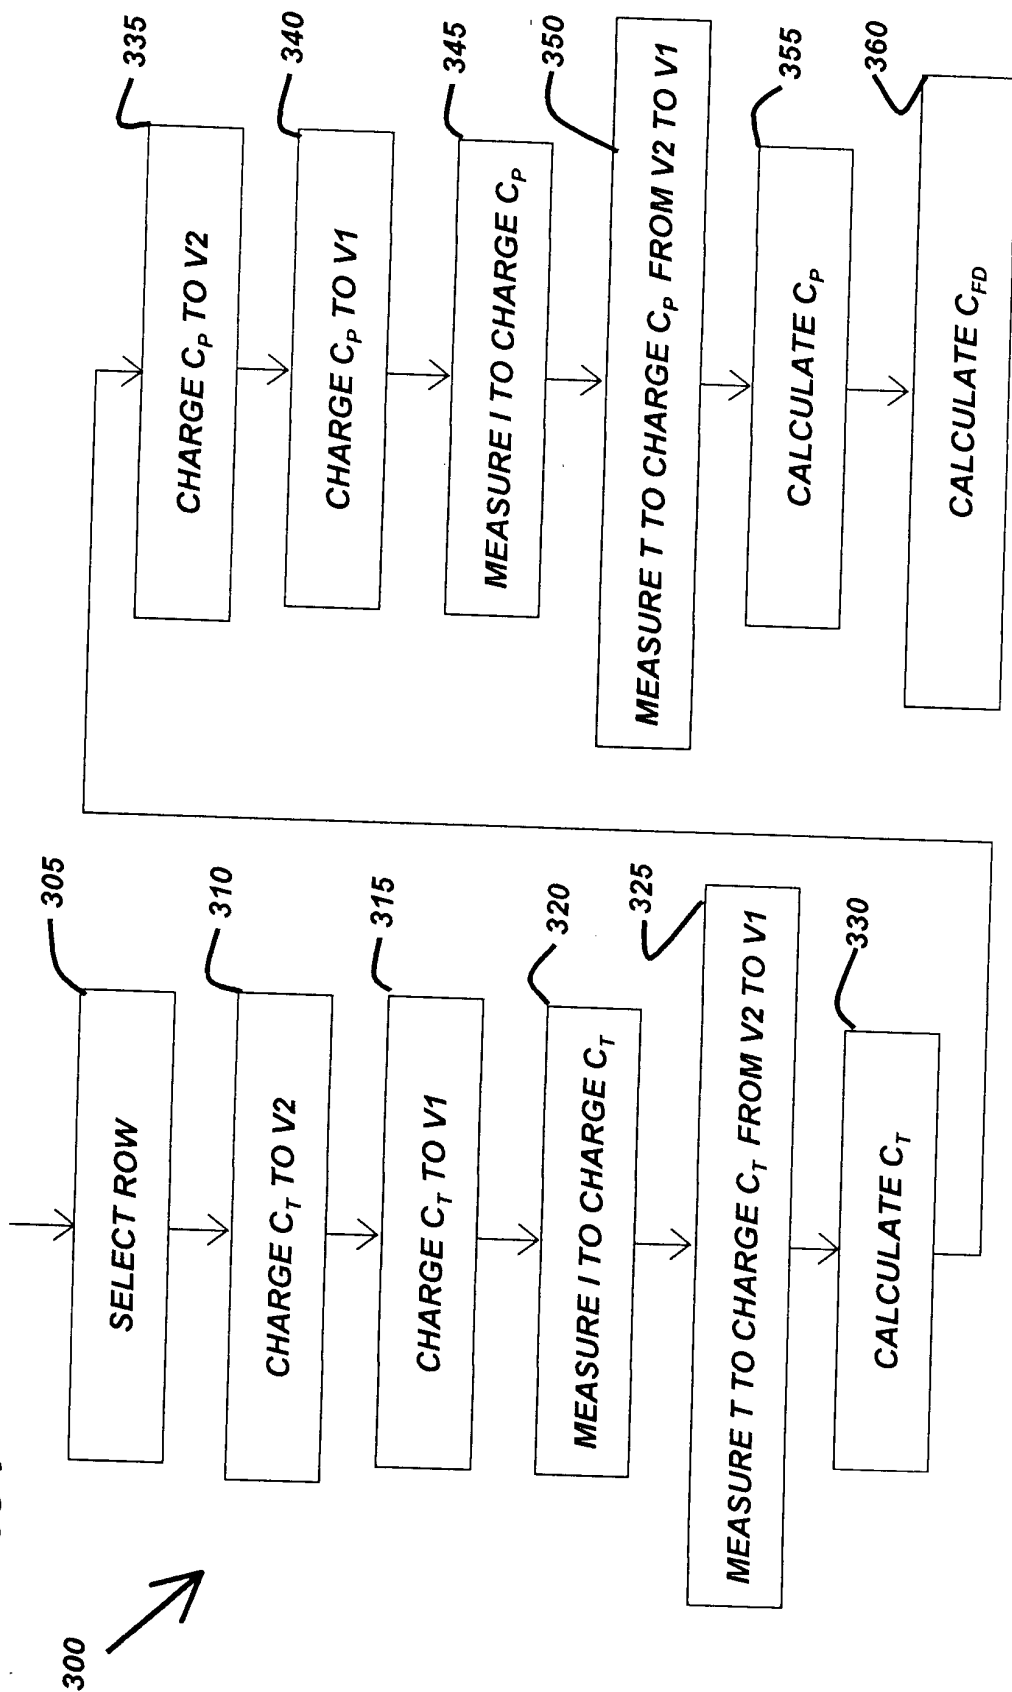 300
305
SELECT ROW
310
CHARGE C_T TO V2
315
CHARGE C_T TO V1
320
MEASURE I TO CHARGE C_T
325
MEASURE T TO CHARGE C_T FROM V2 TO V1
330
CALCULATE C_T
335
CHARGE C_P TO V2
340
CHARGE C_P TO V1
345
MEASURE I TO CHARGE C_P
350
MEASURE T TO CHARGE C_P FROM V2 TO V1
355
CALCULATE C_P
360
CALCULATE C_FD